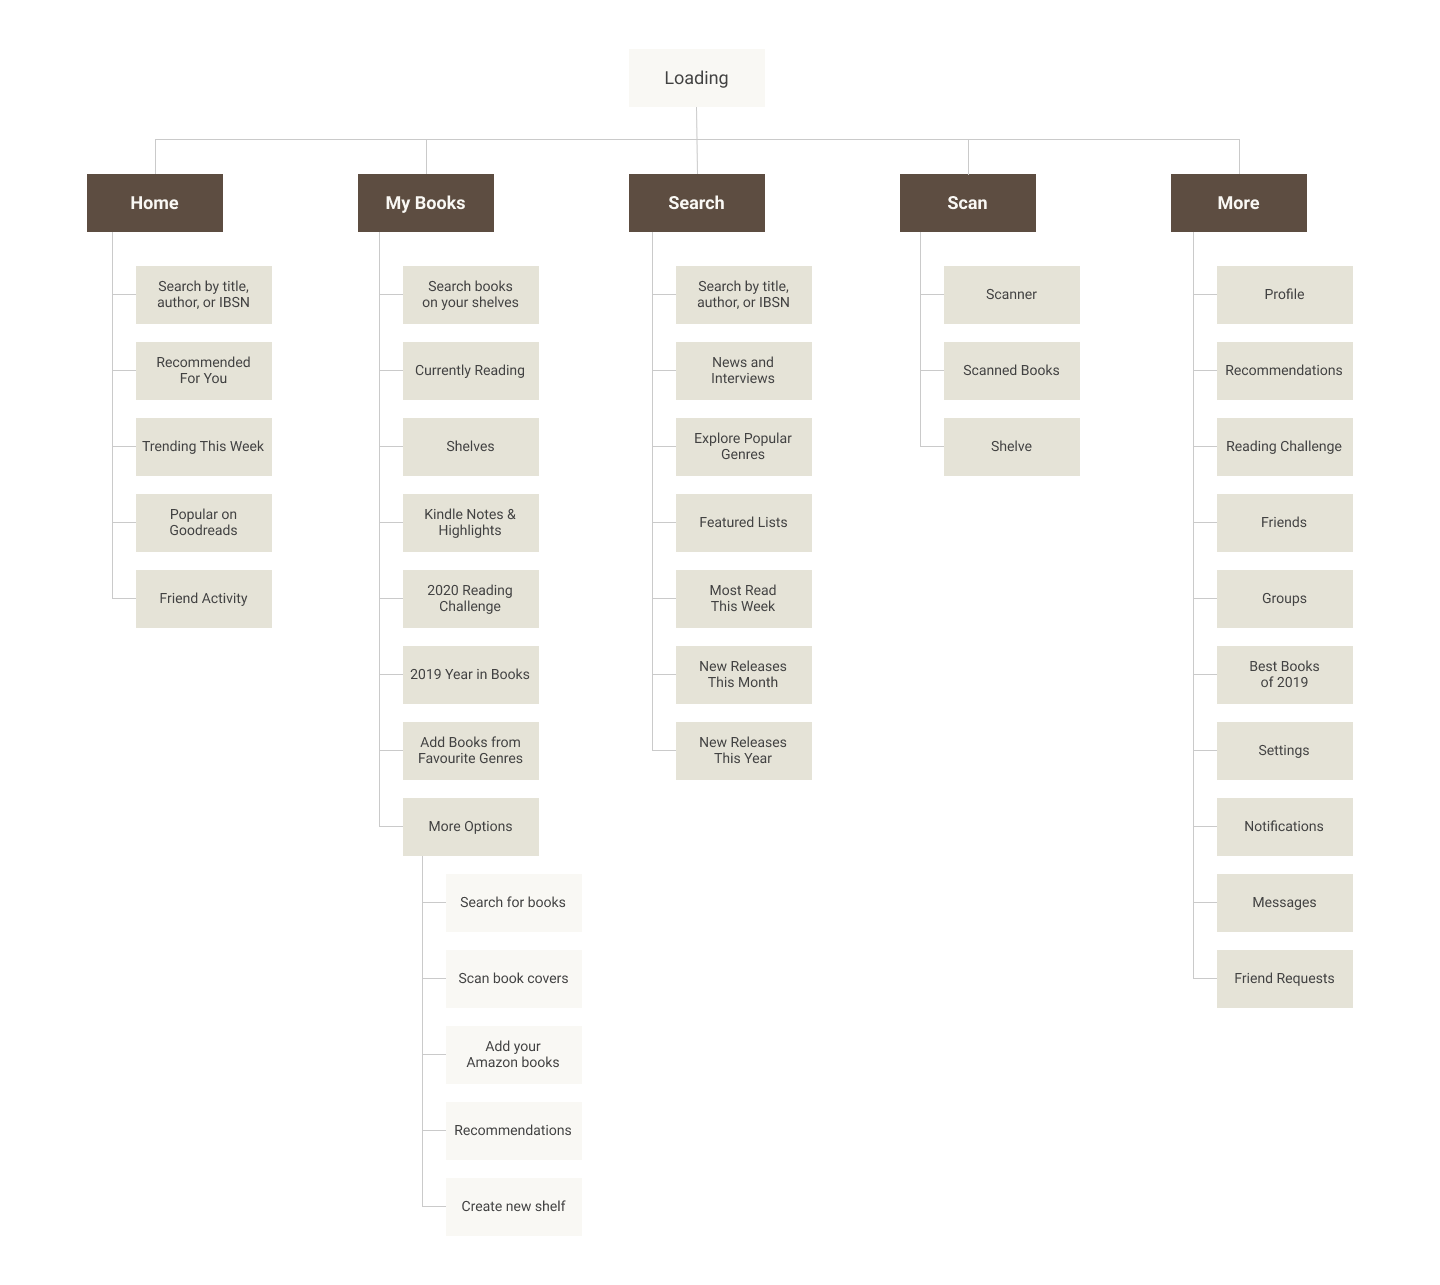 Loading
Home
Search by title,
author, or IBSN
Recommended
For You
Trending This Week
Popular on
Goodreads
Friend Activity
My Books
Search books
on your shelves
Currently Reading
Shelves
Kindle Notes &
Highlights
2020 Reading
Challenge
2019 Year in Books
Add Books from
Favourite Genres
More Options
Search for books
Scan book covers
Add your
Amazon books
Recommendations
Create new shelf
Search
Search by title,
author, or IBSN
News and
Interviews
Explore Popular
Genres
Featured Lists
Most Read
This Week
New Releases
This Month
New Releases
This Year
Scan
Scanner
Scanned Books
Shelve
More
Profile
Recommendations
Reading Challenge
Friends
Groups
Best Books
of 2019
Settings
Notifications
Messages
Friend Requests